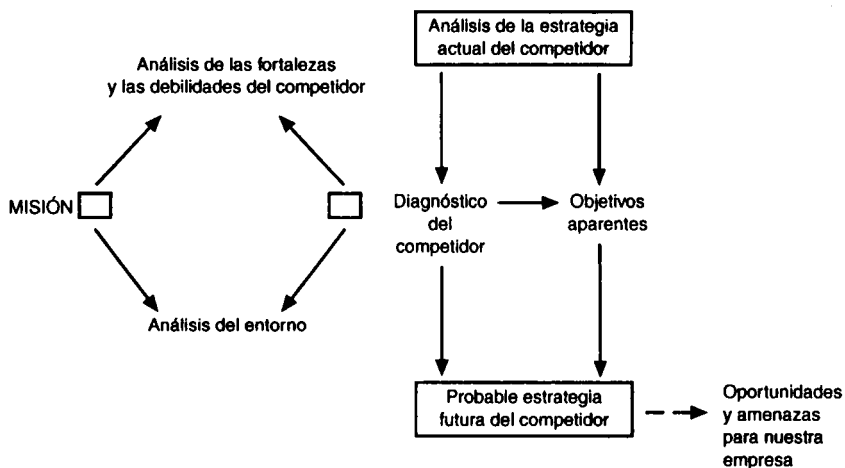 Análisis de la estrategia
actual del competidor
Análisis de las fortalezas
y las debilidades del competidor
MISIÓN
Diagnóstico
del
competidor
Objetivos
aparentes
Análisis del entorno
Probable estrategia
futura del competidor
Oportunidades
y amenazas
para nuestra
empresa